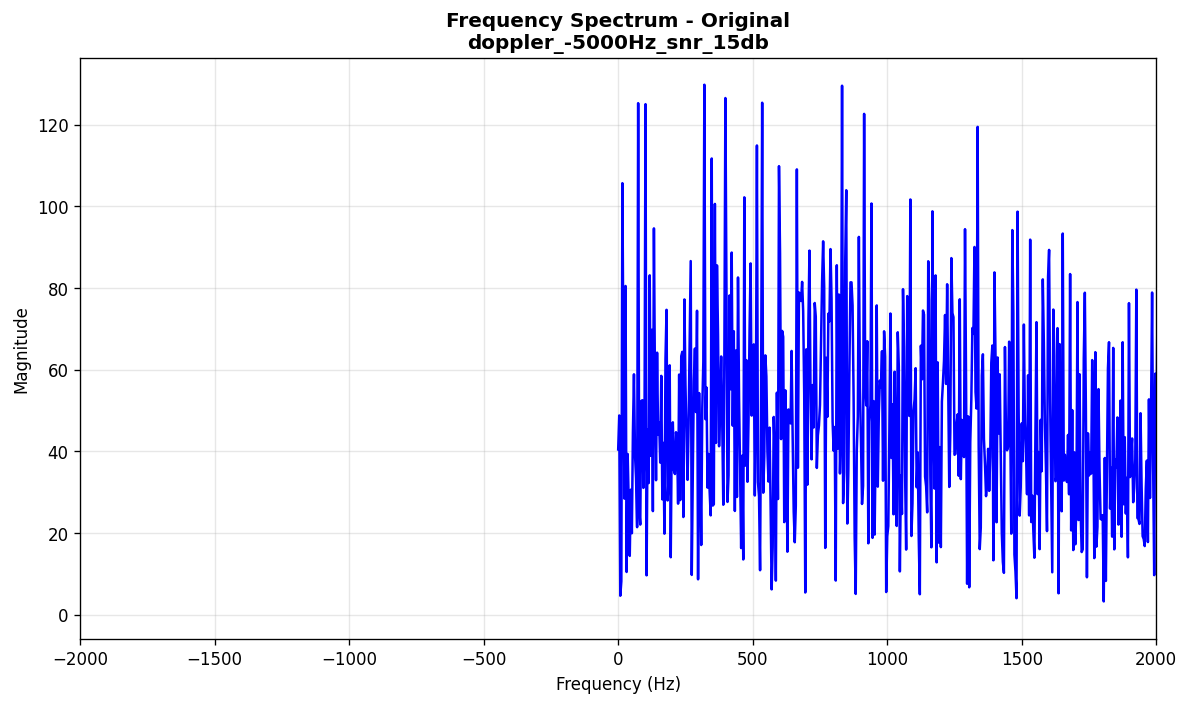 Frequency Spectrum - Original
doppler_-5000Hz_snr_15db
Magnitude
120
100
80
60
40
20
0
−2000 −1500 −1000 −500 0 500 1000 1500 2000
Frequency (Hz)